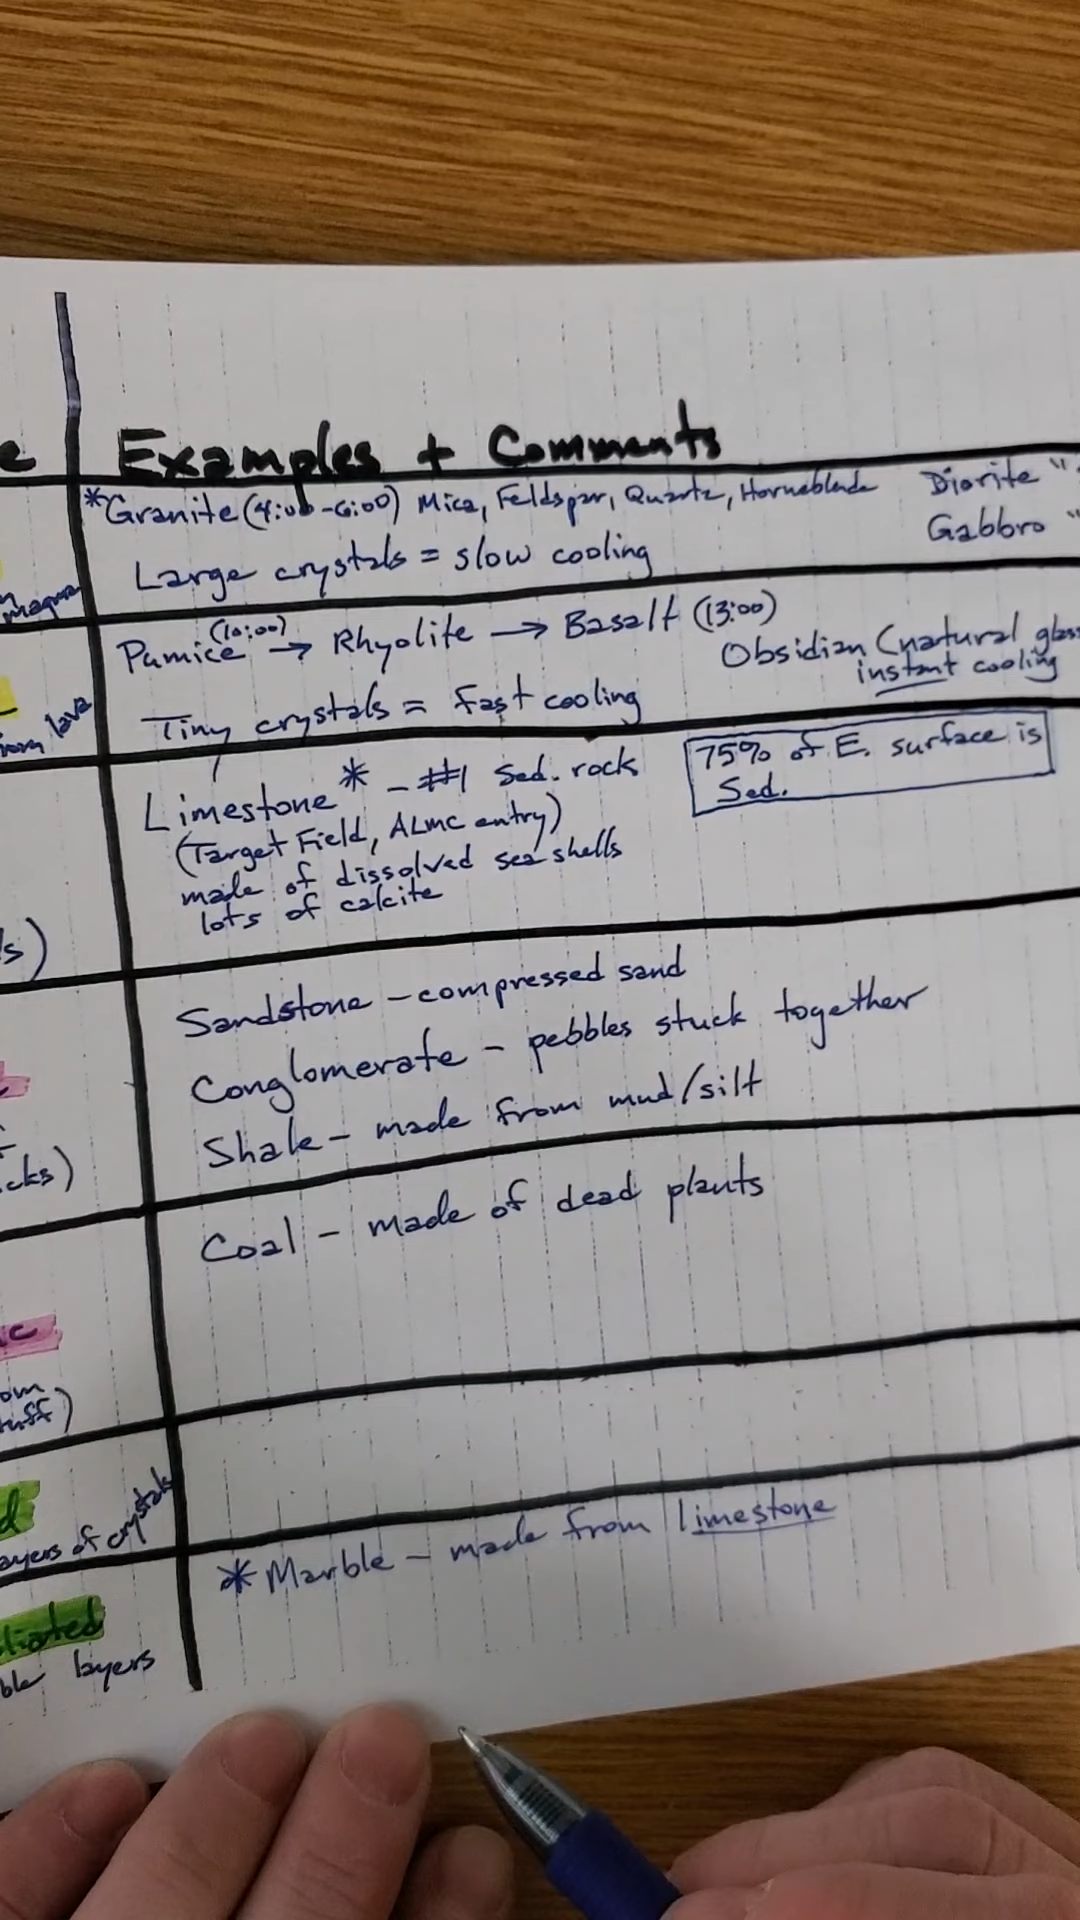 e Examples + Comments
*Granite (4:00-6:00) Mica, Feldspar, Quartz, Horneblende Diorite "
Gabbro "
magma Large crystals = slow cooling
(10:00)
Pumice → Rhyolite → Basalt (13:00)
Obsidian (natural glass
instant cooling
from lava Tiny crystals = fast cooling
Limestone * - #1 Sed. rock
75% of E. surface is
Sed.
(Target Field, ALMC entry)
made of dissolved sea shells
lots of calcite
s)
Sandstone - compressed sand
Conglomerate - pebbles stuck together
Shale - made from mud/silt
cks)
Coal - made of dead plants
ic
om
tuff)
d
ayers of crystals
*Marble - made from limestone
liated
ble layers